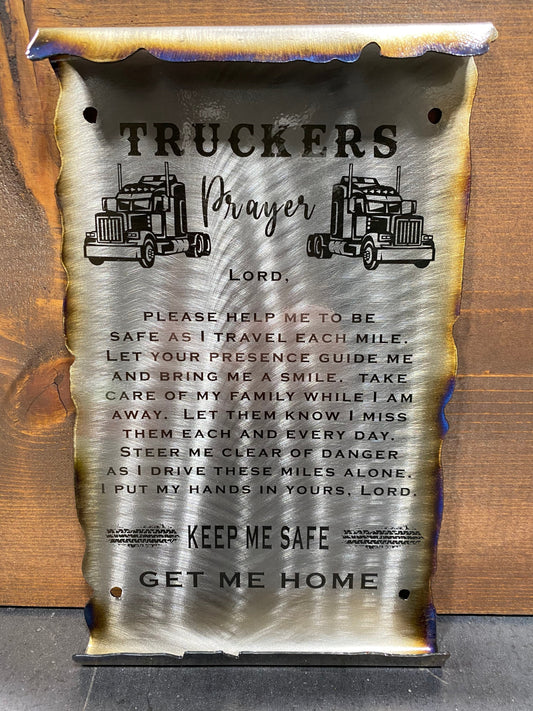 TRUCKERS
Prayer
LORD,
PLEASE HELP ME TO BE
SAFE AS I TRAVEL EACH MILE.
LET YOUR PRESENCE GUIDE ME
AND BRING ME A SMILE. TAKE
CARE OF MY FAMILY WHILE I AM
AWAY. LET THEM KNOW I MISS
THEM EACH AND EVERY DAY.
STEER ME CLEAR OF DANGER
AS I DRIVE THESE MILES ALONE.
I PUT MY HANDS IN YOURS, LORD.
KEEP ME SAFE
GET ME HOME